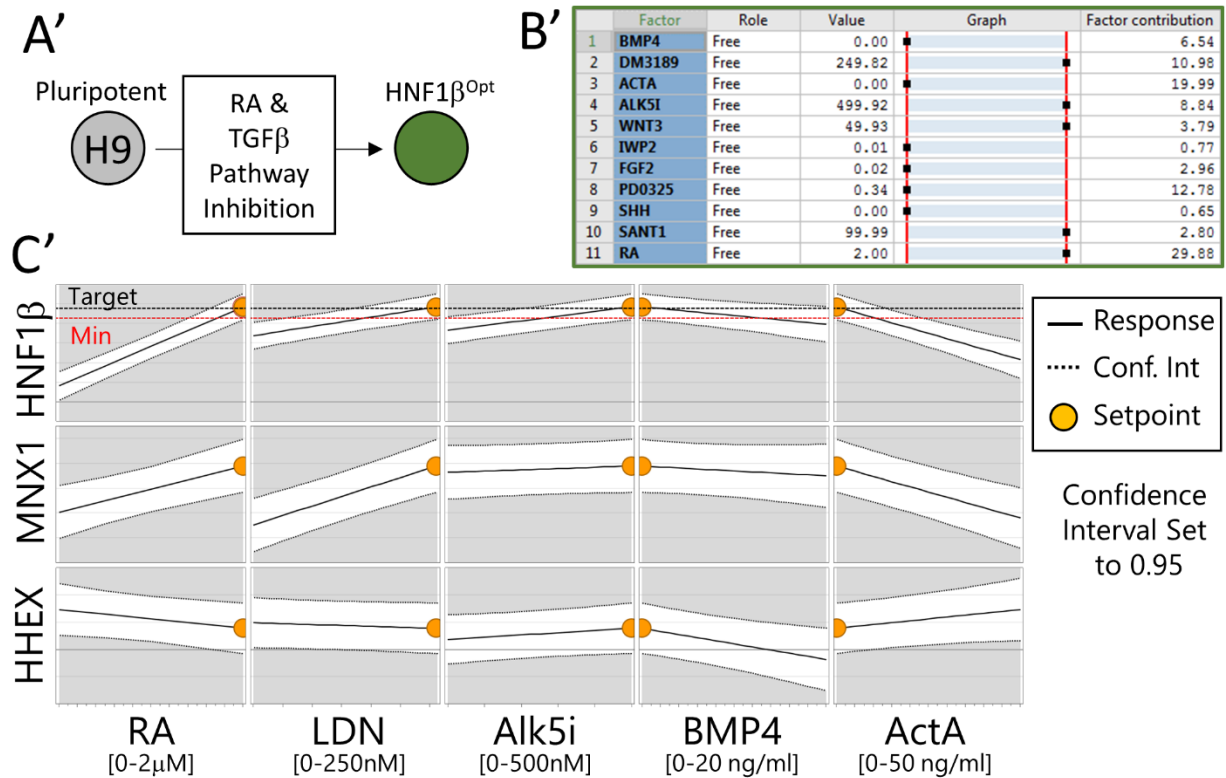 A'
Pluripotent
H9
RA &
TGFβ
Pathway
Inhibition
HNF1β^Opt
B'
Factor Role Value Graph Factor contribution
1 BMP4 Free 0.00 6.54
2 DM3189 Free 249.82 10.98
3 ACTA Free 0.00 19.99
4 ALK5I Free 499.92 8.84
5 WNT3 Free 49.93 3.79
6 IWP2 Free 0.01 0.77
7 FGF2 Free 0.02 2.96
8 PD0325 Free 0.34 12.78
9 SHH Free 0.00 0.65
10 SANT1 Free 99.99 2.80
11 RA Free 2.00 29.88
C'
HNF1β
Target
Min
MNX1
HHEX
RA LDN Alk5i BMP4 ActA
[0-2μM] [0-250nM] [0-500nM] [0-20 ng/ml] [0-50 ng/ml]
Response
Conf. Int
Setpoint
Confidence
Interval Set
to 0.95